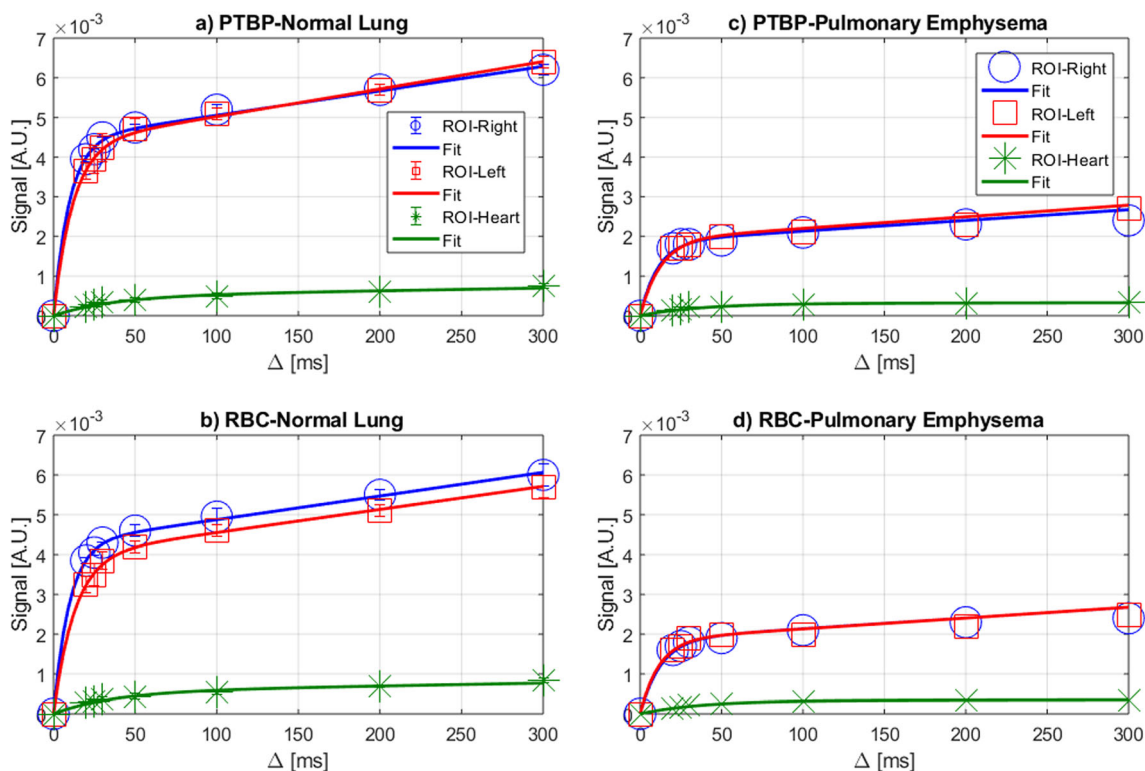 a) PTBP-Normal Lung
×10⁻³
7
6
5
4
3
2
1
0
Signal [A.U.]
0 50 100 150 200 250 300
Δ [ms]
ROI-Right
Fit
ROI-Left
Fit
ROI-Heart
Fit
c) PTBP-Pulmonary Emphysema
×10⁻³
7
6
5
4
3
2
1
0
Signal [A.U.]
0 50 100 150 200 250 300
Δ [ms]
ROI-Right
Fit
ROI-Left
Fit
ROI-Heart
Fit
b) RBC-Normal Lung
×10⁻³
7
6
5
4
3
2
1
0
Signal [A.U.]
0 50 100 150 200 250 300
Δ [ms]
d) RBC-Pulmonary Emphysema
×10⁻³
7
6
5
4
3
2
1
0
Signal [A.U.]
0 50 100 150 200 250 300
Δ [ms]